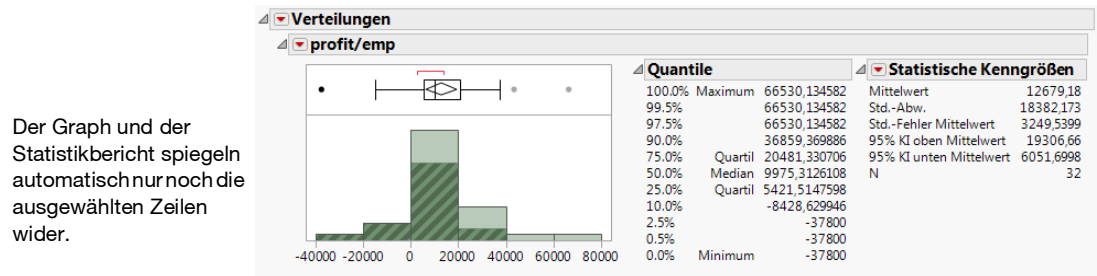 Der Graph und der
Statistikbericht spiegeln
automatisch nur noch die
ausgewählten Zeilen
wider.
Verteilungen
profit/emp
-40000 -20000 0 20000 40000 60000 80000
Quantile
100.0% Maximum 66530,134582
99.5% 66530,134582
97.5% 66530,134582
90.0% 36859,369886
75.0% Quartil 20481,330706
50.0% Median 9975,3126108
25.0% Quartil 5421,5147598
10.0% -8428,629946
2.5% -37800
0.5% -37800
0.0% Minimum -37800
Statistische Kenngrößen
Mittelwert 12679,18
Std.-Abw. 18382,173
Std.-Fehler Mittelwert 3249,5399
95% KI oben Mittelwert 19306,66
95% KI unten Mittelwert 6051,6998
N 32